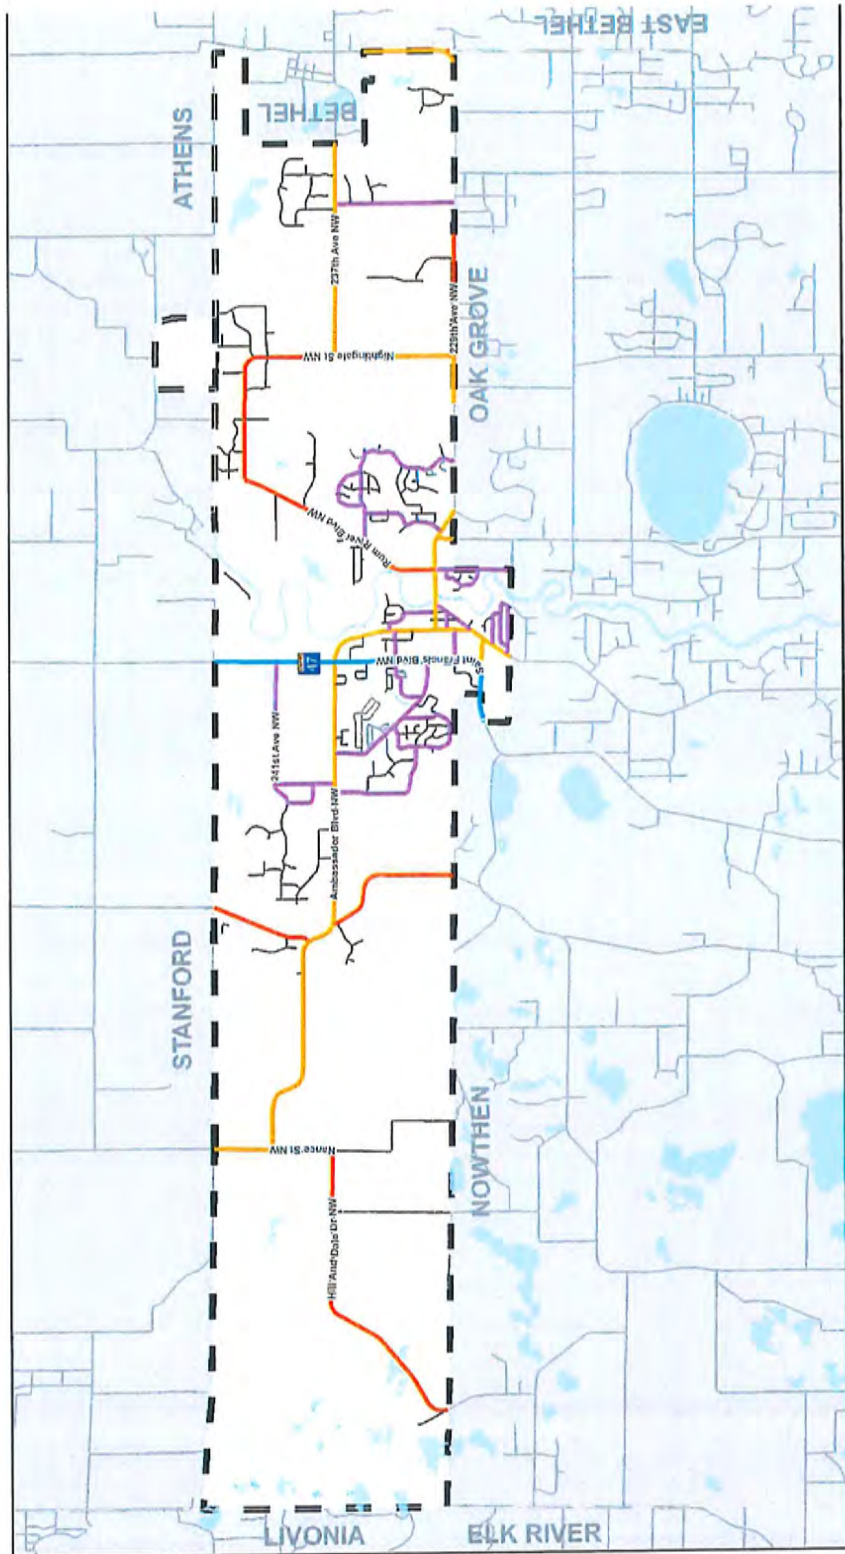 EAST BETHEL
BETHEL
ATHENS
237th Ave NW
229th Ave NW
OAK GROVE
Nightingale St NW
Rum River Blvd NW
47
Saint Francis Blvd NW
241st Ave NW
Ambassador Blvd NW
STANFORD
Nance St NW
NOWTHEN
Hill And Dale Dr NW
LIVONIA
ELK RIVER